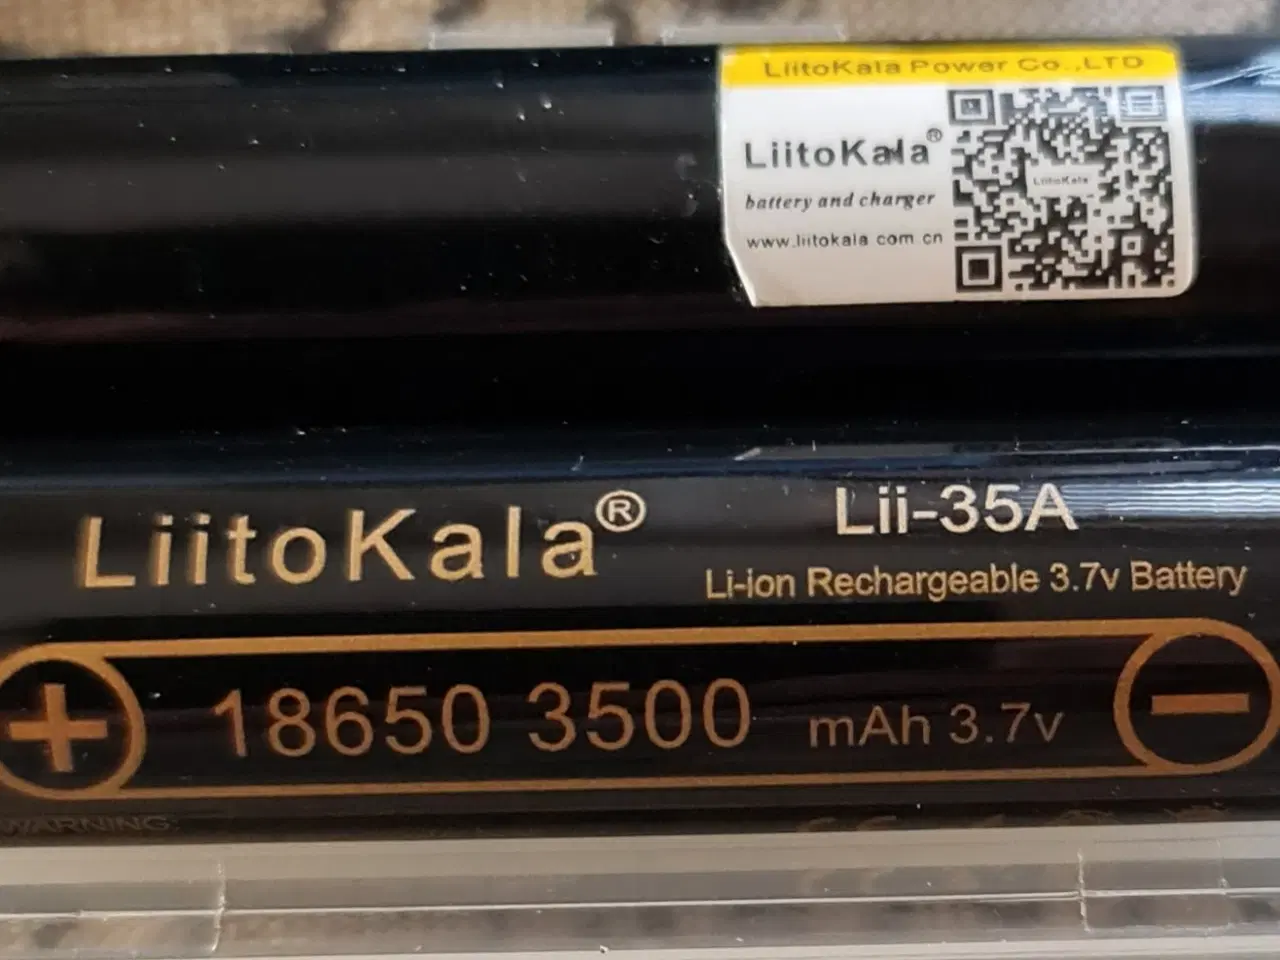 LiitoKala Power Co.,LTD
LiitoKala®
battery and charger
www.liitokala.com.cn
LiitoKala
LiitoKala®
Lii-35A
Li-ion Rechargeable 3.7v Battery
+ 18650 3500 mAh 3.7v −
WARNING